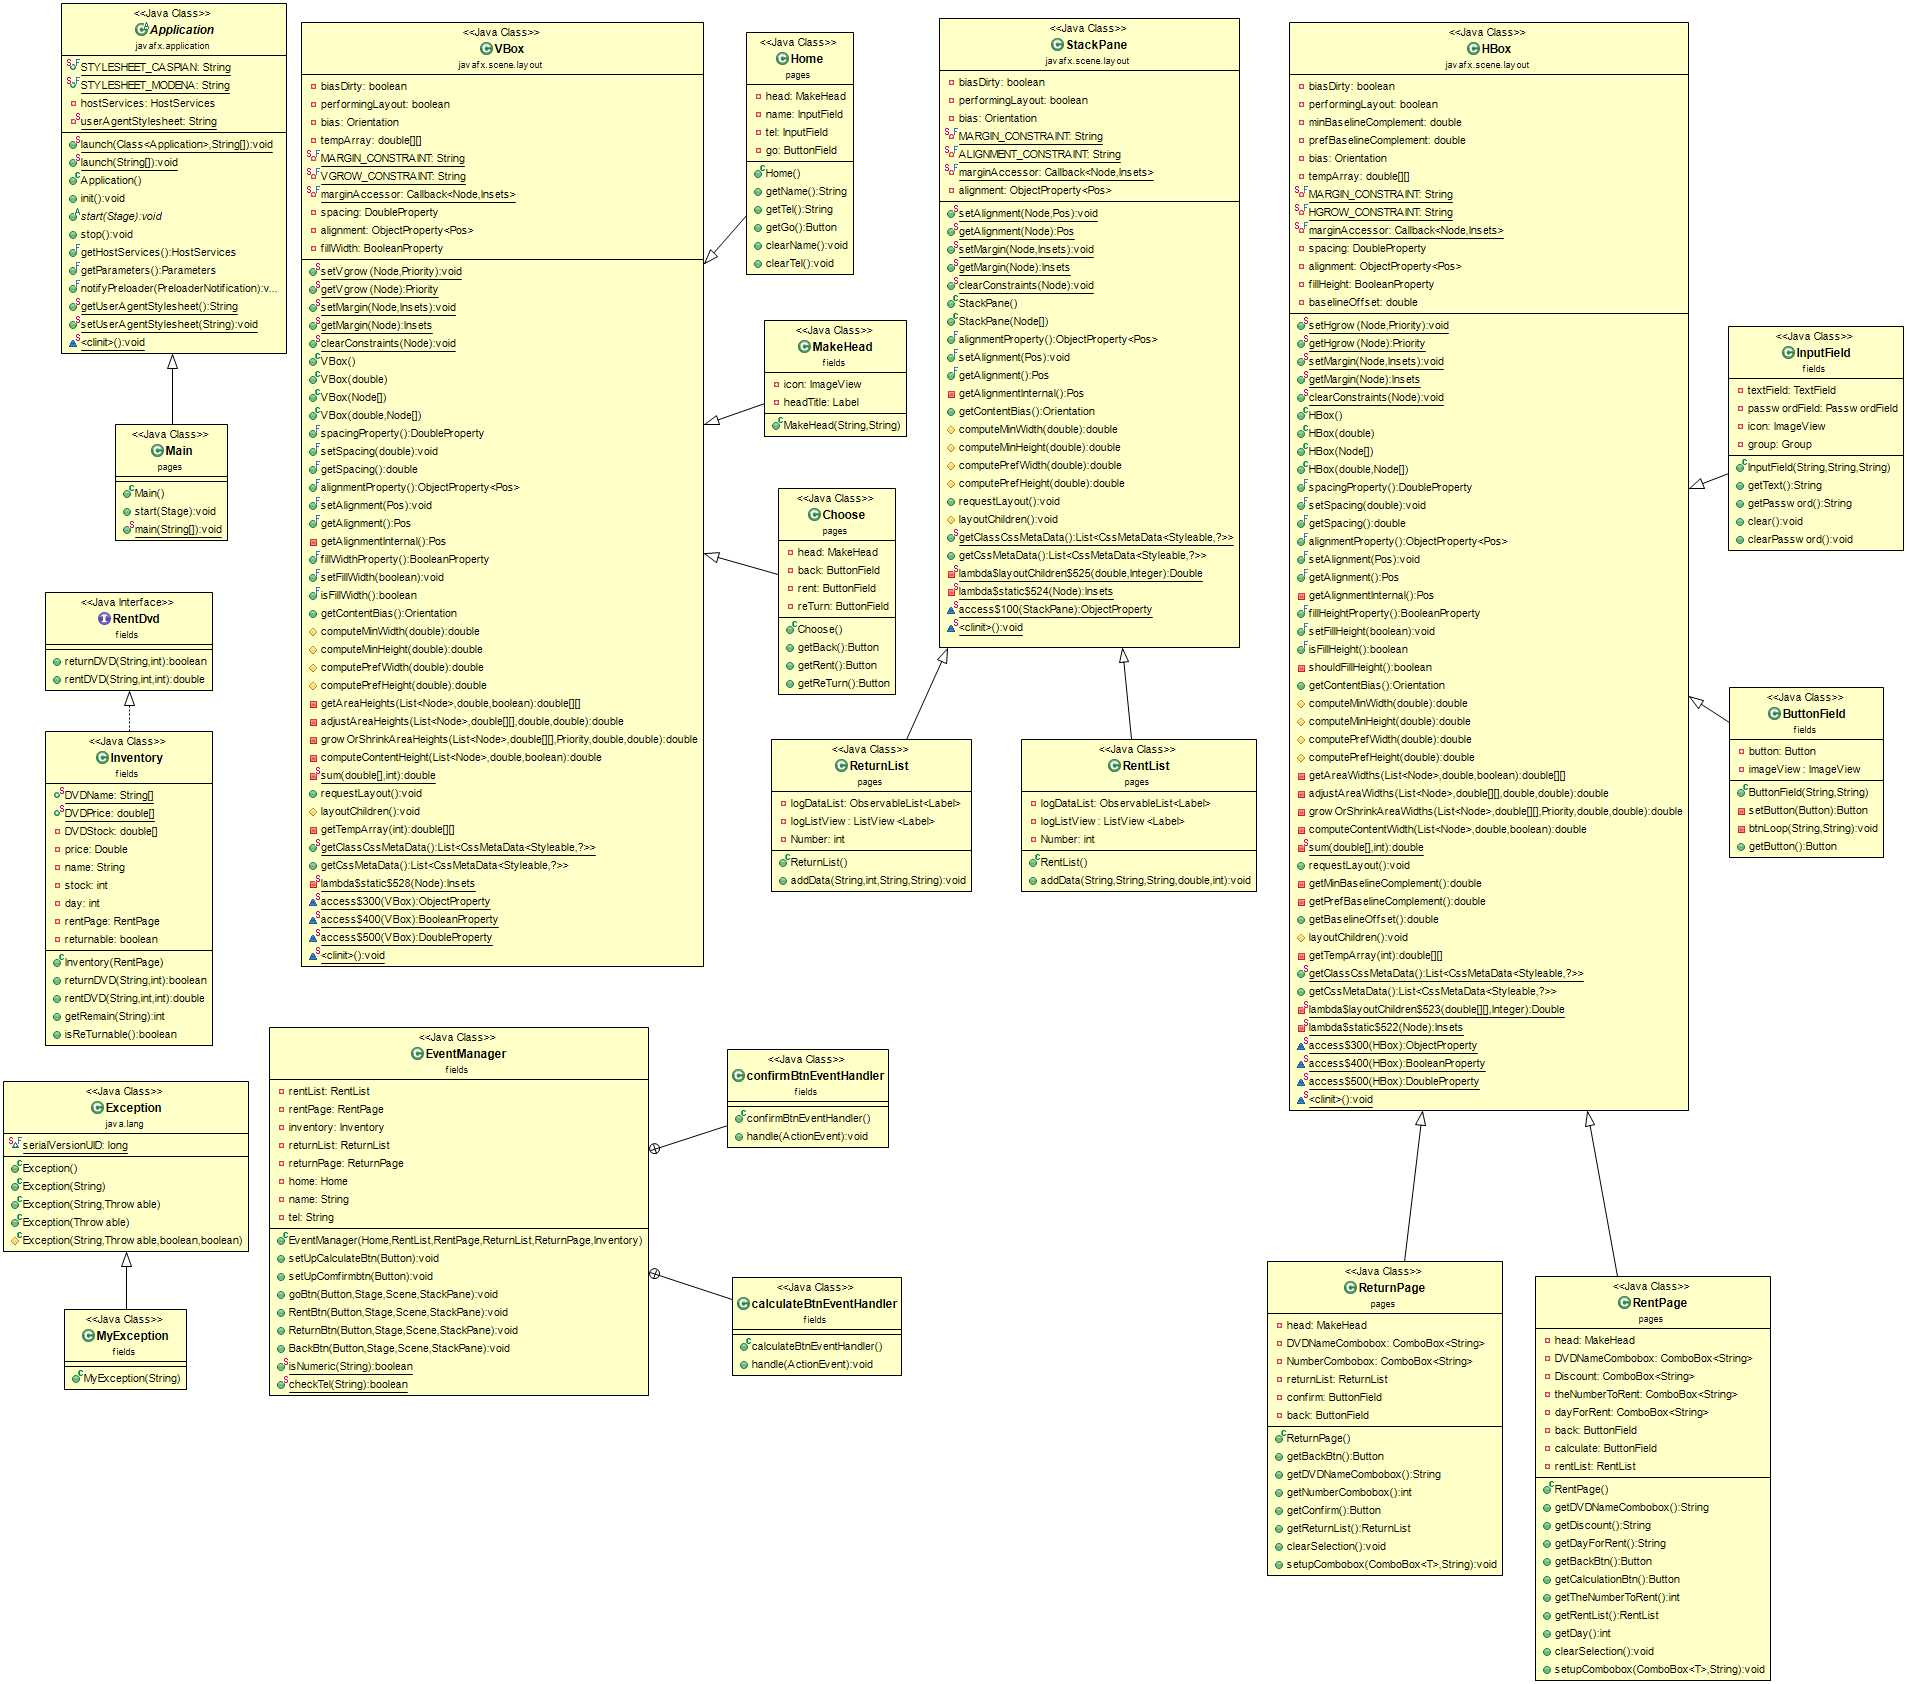 <<Java Class>>
Application
javafx.application
STYLESHEET_CASPIAN: String
STYLESHEET_MODENA: String
hostServices: HostServices
userAgentStylesheet: String
launch(Class<Application>,String[]):void
launch(String[]):void
Application()
init():void
start(Stage):void
stop():void
getHostServices():HostServices
getParameters():Parameters
notifyPreloader(PreloaderNotification):v...
getUserAgentStylesheet():String
setUserAgentStylesheet(String):void
<clinit>():void
<<Java Class>>
Main
pages
Main()
start(Stage):void
main(String[]):void
<<Java Interface>>
RentDvd
fields
returnDVD(String,int):boolean
rentDVD(String,int,int):double
<<Java Class>>
Inventory
fields
DVDName: String[]
DVDPrice: double[]
DVDStock: double[]
price: Double
name: String
stock: int
day: int
rentPage: RentPage
returnable: boolean
Inventory(RentPage)
returnDVD(String,int):boolean
rentDVD(String,int,int):double
getRemain(String):int
isReTurnable():boolean
<<Java Class>>
Exception
java.lang
serialVersionUID: long
Exception()
Exception(String)
Exception(String,Throwable)
Exception(Throwable)
Exception(String,Throwable,boolean,boolean)
<<Java Class>>
MyException
fields
MyException(String)
<<Java Class>>
VBox
javafx.scene.layout
biasDirty: boolean
performingLayout: boolean
bias: Orientation
tempArray: double[][]
MARGIN_CONSTRAINT: String
VGROW_CONSTRAINT: String
marginAccessor: Callback<Node,Insets>
spacing: DoubleProperty
alignment: ObjectProperty<Pos>
fillWidth: BooleanProperty
setVgrow(Node,Priority):void
getVgrow(Node):Priority
setMargin(Node,Insets):void
getMargin(Node):Insets
clearConstraints(Node):void
VBox()
VBox(double)
VBox(Node[])
VBox(double,Node[])
spacingProperty():DoubleProperty
setSpacing(double):void
getSpacing():double
alignmentProperty():ObjectProperty<Pos>
setAlignment(Pos):void
getAlignment():Pos
getAlignmentInternal():Pos
fillWidthProperty():BooleanProperty
setFillWidth(boolean):void
isFillWidth():boolean
getContentBias():Orientation
computeMinWidth(double):double
computeMinHeight(double):double
computePrefWidth(double):double
computePrefHeight(double):double
getAreaHeights(List<Node>,double,boolean):double[][]
adjustAreaHeights(List<Node>,double[][],double,double):double
growOrShrinkAreaHeights(List<Node>,double[][],Priority,double,double):double
computeContentHeight(List<Node>,double,boolean):double
sum(double[],int):double
requestLayout():void
layoutChildren():void
getTempArray(int):double[][]
getClassCssMetaData():List<CssMetaData<Styleable,?>>
getCssMetaData():List<CssMetaData<Styleable,?>>
lambda$static$528(Node):Insets
access$300(VBox):ObjectProperty
access$400(VBox):BooleanProperty
access$500(VBox):DoubleProperty
<clinit>():void
<<Java Class>>
EventManager
fields
rentList: RentList
rentPage: RentPage
inventory: Inventory
returnList: ReturnList
returnPage: ReturnPage
home: Home
name: String
tel: String
EventManager(Home,RentList,RentPage,ReturnList,ReturnPage,Inventory)
setUpCalculateBtn(Button):void
setUpComfirmbtn(Button):void
goBtn(Button,Stage,Scene,StackPane):void
RentBtn(Button,Stage,Scene,StackPane):void
ReturnBtn(Button,Stage,Scene,StackPane):void
BackBtn(Button,Stage,Scene,StackPane):void
isNumeric(String):boolean
checkTel(String):boolean
<<Java Class>>
Home
pages
head: MakeHead
name: InputField
tel: InputField
go: ButtonField
Home()
getName():String
getTel():String
getGo():Button
clearName():void
clearTel():void
<<Java Class>>
MakeHead
fields
icon: ImageView
headTitle: Label
MakeHead(String,String)
<<Java Class>>
Choose
pages
head: MakeHead
back: ButtonField
rent: ButtonField
reTurn: ButtonField
Choose()
getBack():Button
getRent():Button
getReTurn():Button
<<Java Class>>
ReturnList
pages
logDataList: ObservableList<Label>
logListView: ListView<Label>
Number: int
ReturnList()
addData(String,int,String,String):void
<<Java Class>>
confirmBtnEventHandler
fields
confirmBtnEventHandler()
handle(ActionEvent):void
<<Java Class>>
calculateBtnEventHandler
fields
calculateBtnEventHandler()
handle(ActionEvent):void
<<Java Class>>
StackPane
javafx.scene.layout
biasDirty: boolean
performingLayout: boolean
bias: Orientation
MARGIN_CONSTRAINT: String
ALIGNMENT_CONSTRAINT: String
marginAccessor: Callback<Node,Insets>
alignment: ObjectProperty<Pos>
setAlignment(Node,Pos):void
getAlignment(Node):Pos
setMargin(Node,Insets):void
getMargin(Node):Insets
clearConstraints(Node):void
StackPane()
StackPane(Node[])
alignmentProperty():ObjectProperty<Pos>
setAlignment(Pos):void
getAlignment():Pos
getAlignmentInternal():Pos
getContentBias():Orientation
computeMinWidth(double):double
computeMinHeight(double):double
computePrefWidth(double):double
computePrefHeight(double):double
requestLayout():void
layoutChildren():void
getClassCssMetaData():List<CssMetaData<Styleable,?>>
getCssMetaData():List<CssMetaData<Styleable,?>>
lambda$layoutChildren$525(double,Integer):Double
lambda$static$524(Node):Insets
access$100(StackPane):ObjectProperty
<clinit>():void
<<Java Class>>
RentList
pages
logDataList: ObservableList<Label>
logListView: ListView<Label>
Number: int
RentList()
addData(String,String,String,double,int):void
<<Java Class>>
HBox
javafx.scene.layout
biasDirty: boolean
performingLayout: boolean
minBaselineComplement: double
prefBaselineComplement: double
bias: Orientation
tempArray: double[][]
MARGIN_CONSTRAINT: String
HGROW_CONSTRAINT: String
marginAccessor: Callback<Node,Insets>
spacing: DoubleProperty
alignment: ObjectProperty<Pos>
fillHeight: BooleanProperty
baselineOffset: double
setHgrow(Node,Priority):void
getHgrow(Node):Priority
setMargin(Node,Insets):void
getMargin(Node):Insets
clearConstraints(Node):void
HBox()
HBox(double)
HBox(Node[])
HBox(double,Node[])
spacingProperty():DoubleProperty
setSpacing(double):void
getSpacing():double
alignmentProperty():ObjectProperty<Pos>
setAlignment(Pos):void
getAlignment():Pos
getAlignmentInternal():Pos
fillHeightProperty():BooleanProperty
setFillHeight(boolean):void
isFillHeight():boolean
shouldFillHeight():boolean
getContentBias():Orientation
computeMinWidth(double):double
computeMinHeight(double):double
computePrefWidth(double):double
computePrefHeight(double):double
getAreaWidths(List<Node>,double,boolean):double[][]
adjustAreaWidths(List<Node>,double[][],double,double):double
growOrShrinkAreaWidths(List<Node>,double[][],Priority,double,double):double
computeContentWidth(List<Node>,double,boolean):double
sum(double[],int):double
requestLayout():void
getMinBaselineComplement():double
getPrefBaselineComplement():double
getBaselineOffset():double
layoutChildren():void
getTempArray(int):double[][]
getClassCssMetaData():List<CssMetaData<Styleable,?>>
getCssMetaData():List<CssMetaData<Styleable,?>>
lambda$layoutChildren$523(double[][],Integer):Double
lambda$static$522(Node):Insets
access$300(HBox):ObjectProperty
access$400(HBox):BooleanProperty
access$500(HBox):DoubleProperty
<clinit>():void
<<Java Class>>
InputField
fields
textField: TextField
passwordField: PasswordField
icon: ImageView
group: Group
InputField(String,String,String)
getText():String
getPassword():String
clear():void
clearPassword():void
<<Java Class>>
ButtonField
fields
button: Button
imageView: ImageView
ButtonField(String,String)
setButton(Button):Button
btnLoop(String,String):void
getButton():Button
<<Java Class>>
ReturnPage
pages
head: MakeHead
DVDNameCombobox: ComboBox<String>
NumberCombobox: ComboBox<String>
returnList: ReturnList
confirm: ButtonField
back: ButtonField
ReturnPage()
getBackBtn():Button
getDVDNameCombobox():String
getNumberCombobox():int
getConfirm():Button
getReturnList():ReturnList
clearSelection():void
setupCombobox(ComboBox<T>,String):void
<<Java Class>>
RentPage
pages
head: MakeHead
DVDNameCombobox: ComboBox<String>
Discount: ComboBox<String>
theNumberToRent: ComboBox<String>
dayForRent: ComboBox<String>
back: ButtonField
calculate: ButtonField
rentList: RentList
RentPage()
getDVDNameCombobox():String
getDiscount():String
getDayForRent():String
getBackBtn():Button
getCalculationBtn():Button
getTheNumberToRent():int
getRentList():RentList
getDay():int
clearSelection():void
setupCombobox(ComboBox<T>,String):void